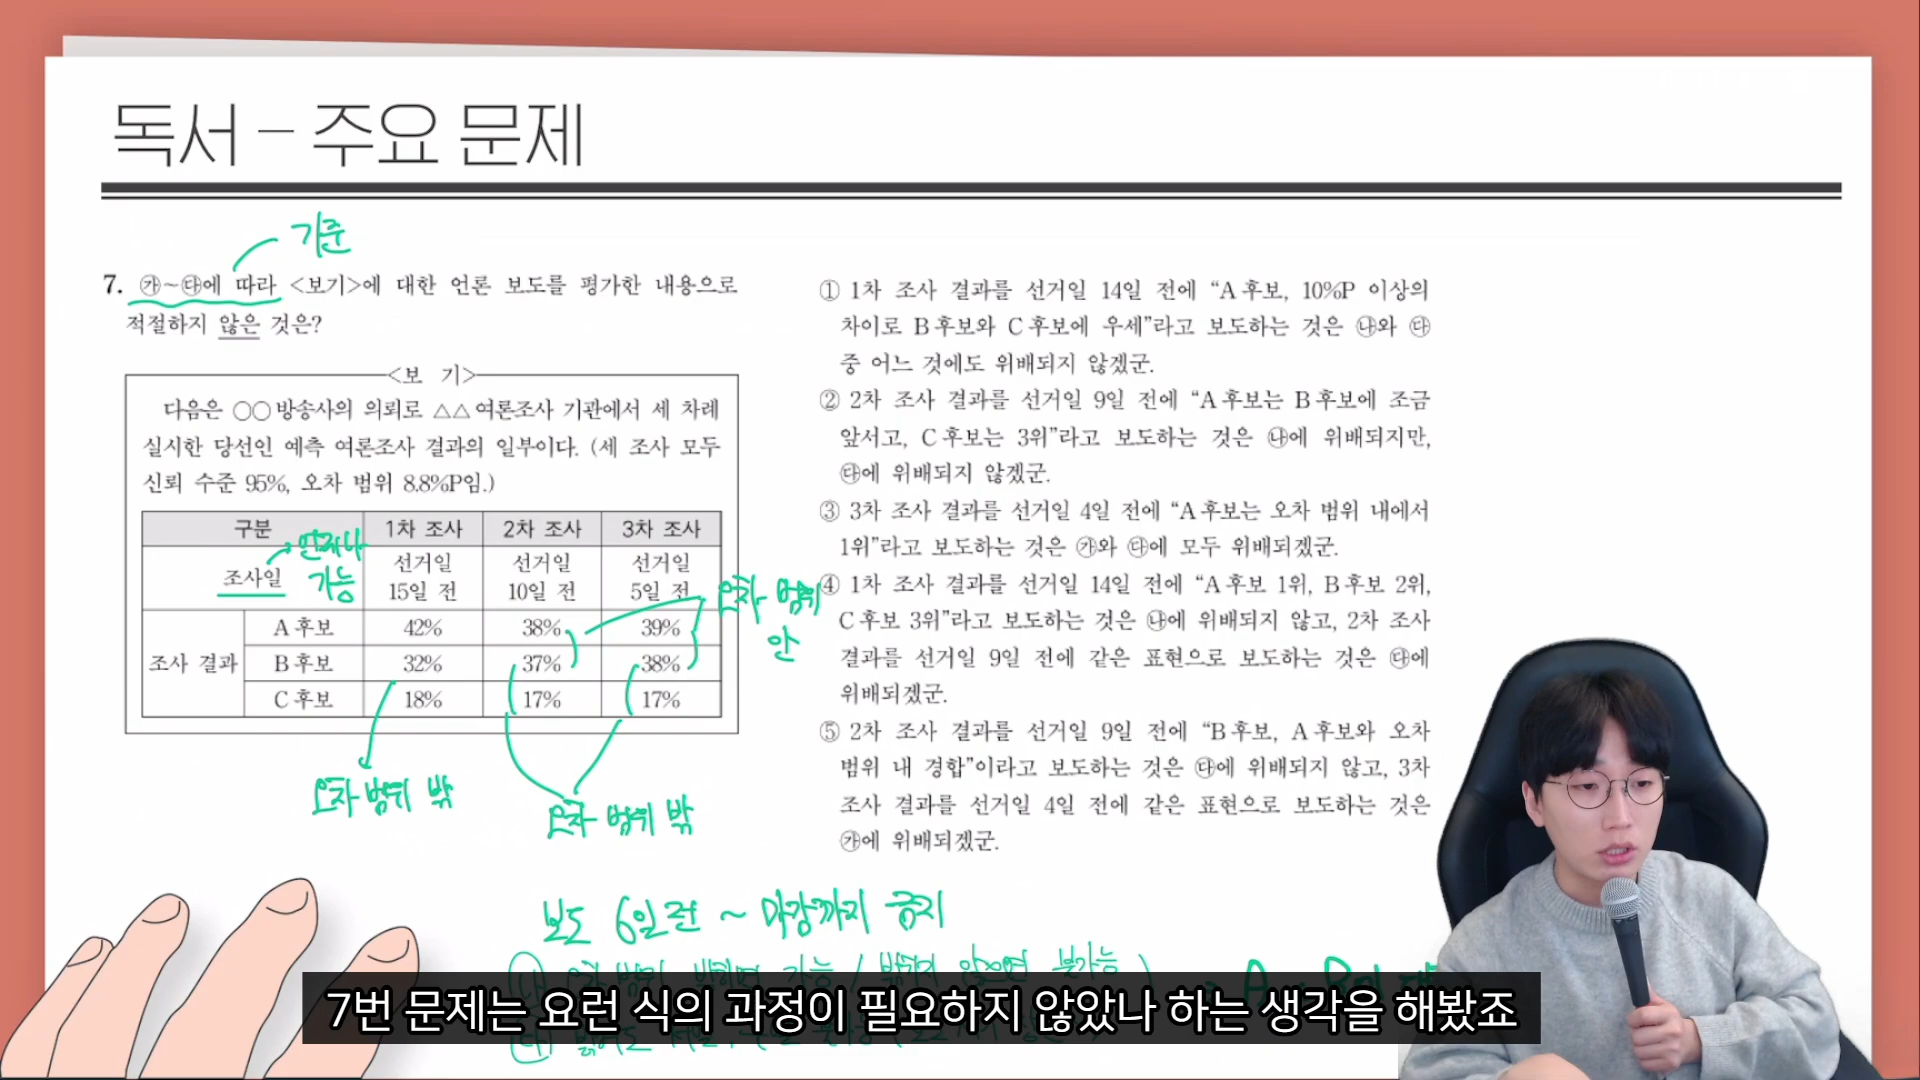 독서 – 주요 문제
기준
7. ㉮~㉰에 따라 <보기>에 대한 언론 보도를 평가한 내용으로
적절하지 않은 것은?
<보 기>
다음은 ○○방송사의 의뢰로 △△여론조사 기관에서 세 차례
실시한 당선인 예측 여론조사 결과의 일부이다. (세 조사 모두
신뢰 수준 95%, 오차 범위 8.8%P임.)
구분 1차 조사 2차 조사 3차 조사
조사일 선거일 15일 전 선거일 10일 전 선거일 5일 전
언제나
가능
조사 결과
A후보 42% 38% 39%
B후보 32% 37% 38%
C후보 18% 17% 17%
오차 범위
안
오차 범위 밖
오차 범위 밖
① 1차 조사 결과를 선거일 14일 전에 “A후보, 10%P 이상의
차이로 B후보와 C후보에 우세”라고 보도하는 것은 ㉯와 ㉰
중 어느 것에도 위배되지 않겠군.
② 2차 조사 결과를 선거일 9일 전에 “A후보는 B후보에 조금
앞서고, C후보는 3위”라고 보도하는 것은 ㉯에 위배되지만,
㉰에 위배되지 않겠군.
③ 3차 조사 결과를 선거일 4일 전에 “A후보는 오차 범위 내에서
1위”라고 보도하는 것은 ㉮와 ㉰에 모두 위배되겠군.
④ 1차 조사 결과를 선거일 14일 전에 “A후보 1위, B후보 2위,
C후보 3위”라고 보도하는 것은 ㉯에 위배되지 않고, 2차 조사
결과를 선거일 9일 전에 같은 표현으로 보도하는 것은 ㉰에
위배되겠군.
⑤ 2차 조사 결과를 선거일 9일 전에 “B후보, A후보와 오차
범위 내 경합”이라고 보도하는 것은 ㉰에 위배되지 않고, 3차
조사 결과를 선거일 4일 전에 같은 표현으로 보도하는 것은
㉮에 위배되겠군.
보도 6일전 ~ 마감까지 금지
7번 문제는 요런 식의 과정이 필요하지 않았나 하는 생각을 해봤죠